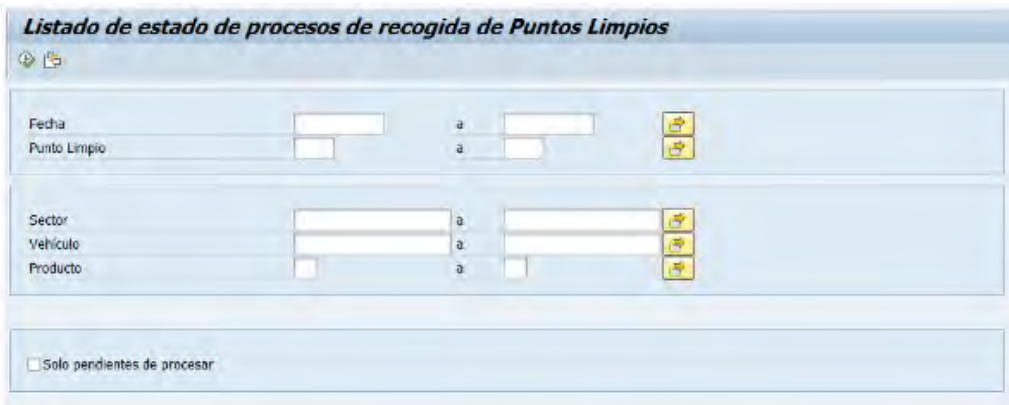 Listado de estado de procesos de recogida de Puntos Limpios
Fecha a
Punto Limpio a
Sector a
Vehículo a
Producto a
Solo pendientes de procesar